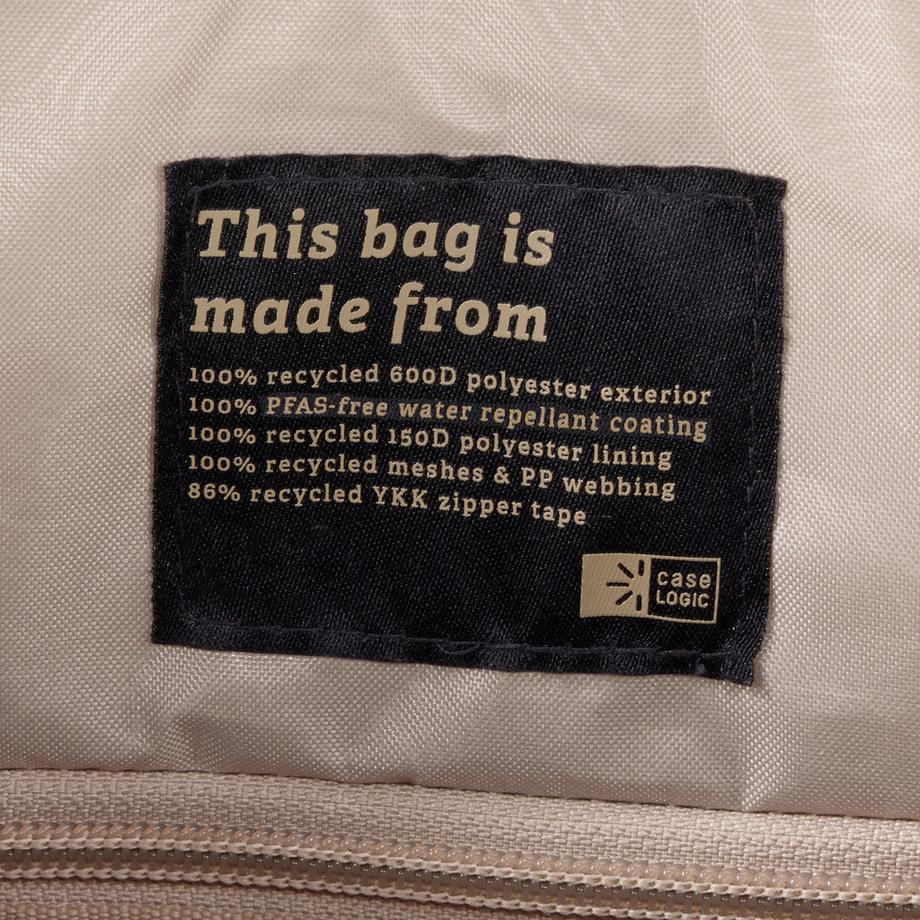 This bag is
made from
100% recycled 600D polyester exterior
100% PFAS-free water repellant coating
100% recycled 150D polyester lining
100% recycled meshes & PP webbing
86% recycled YKK zipper tape
case
LOGIC